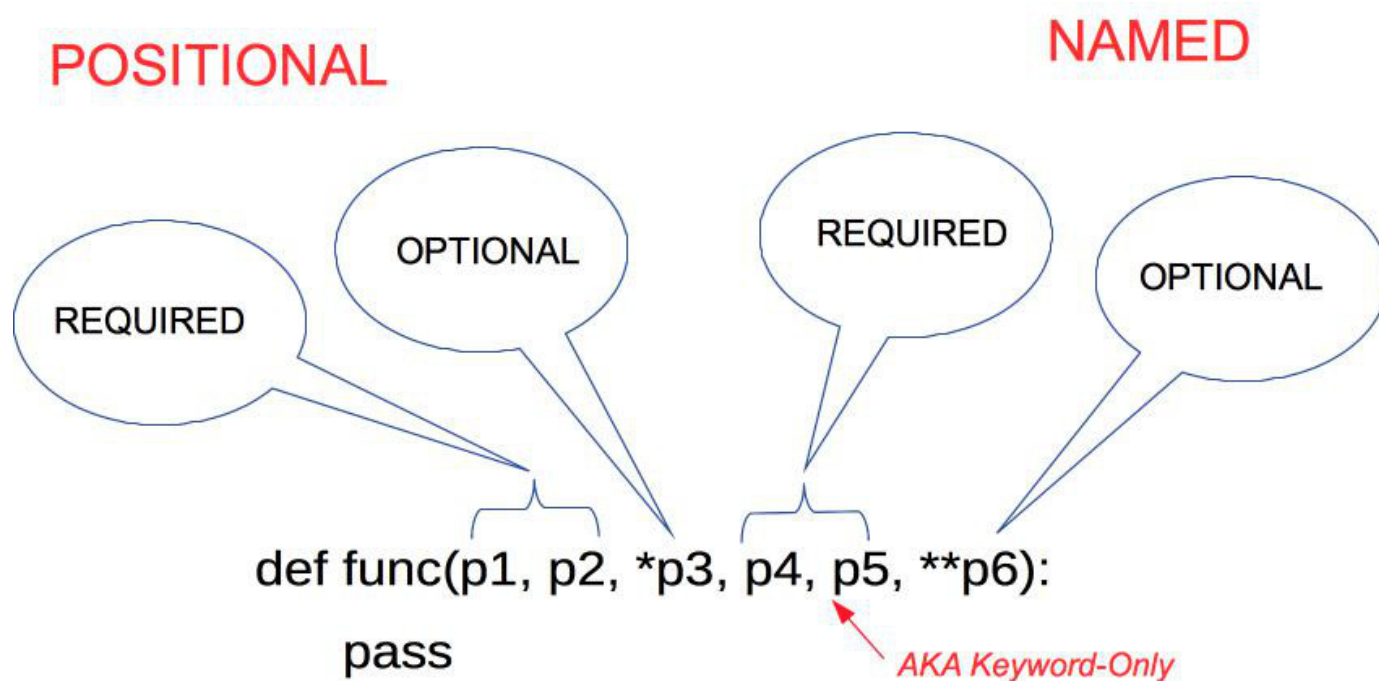 POSITIONAL
NAMED
REQUIRED
OPTIONAL
REQUIRED
OPTIONAL
def func(p1, p2, *p3, p4, p5, **p6):
pass
AKA Keyword-Only